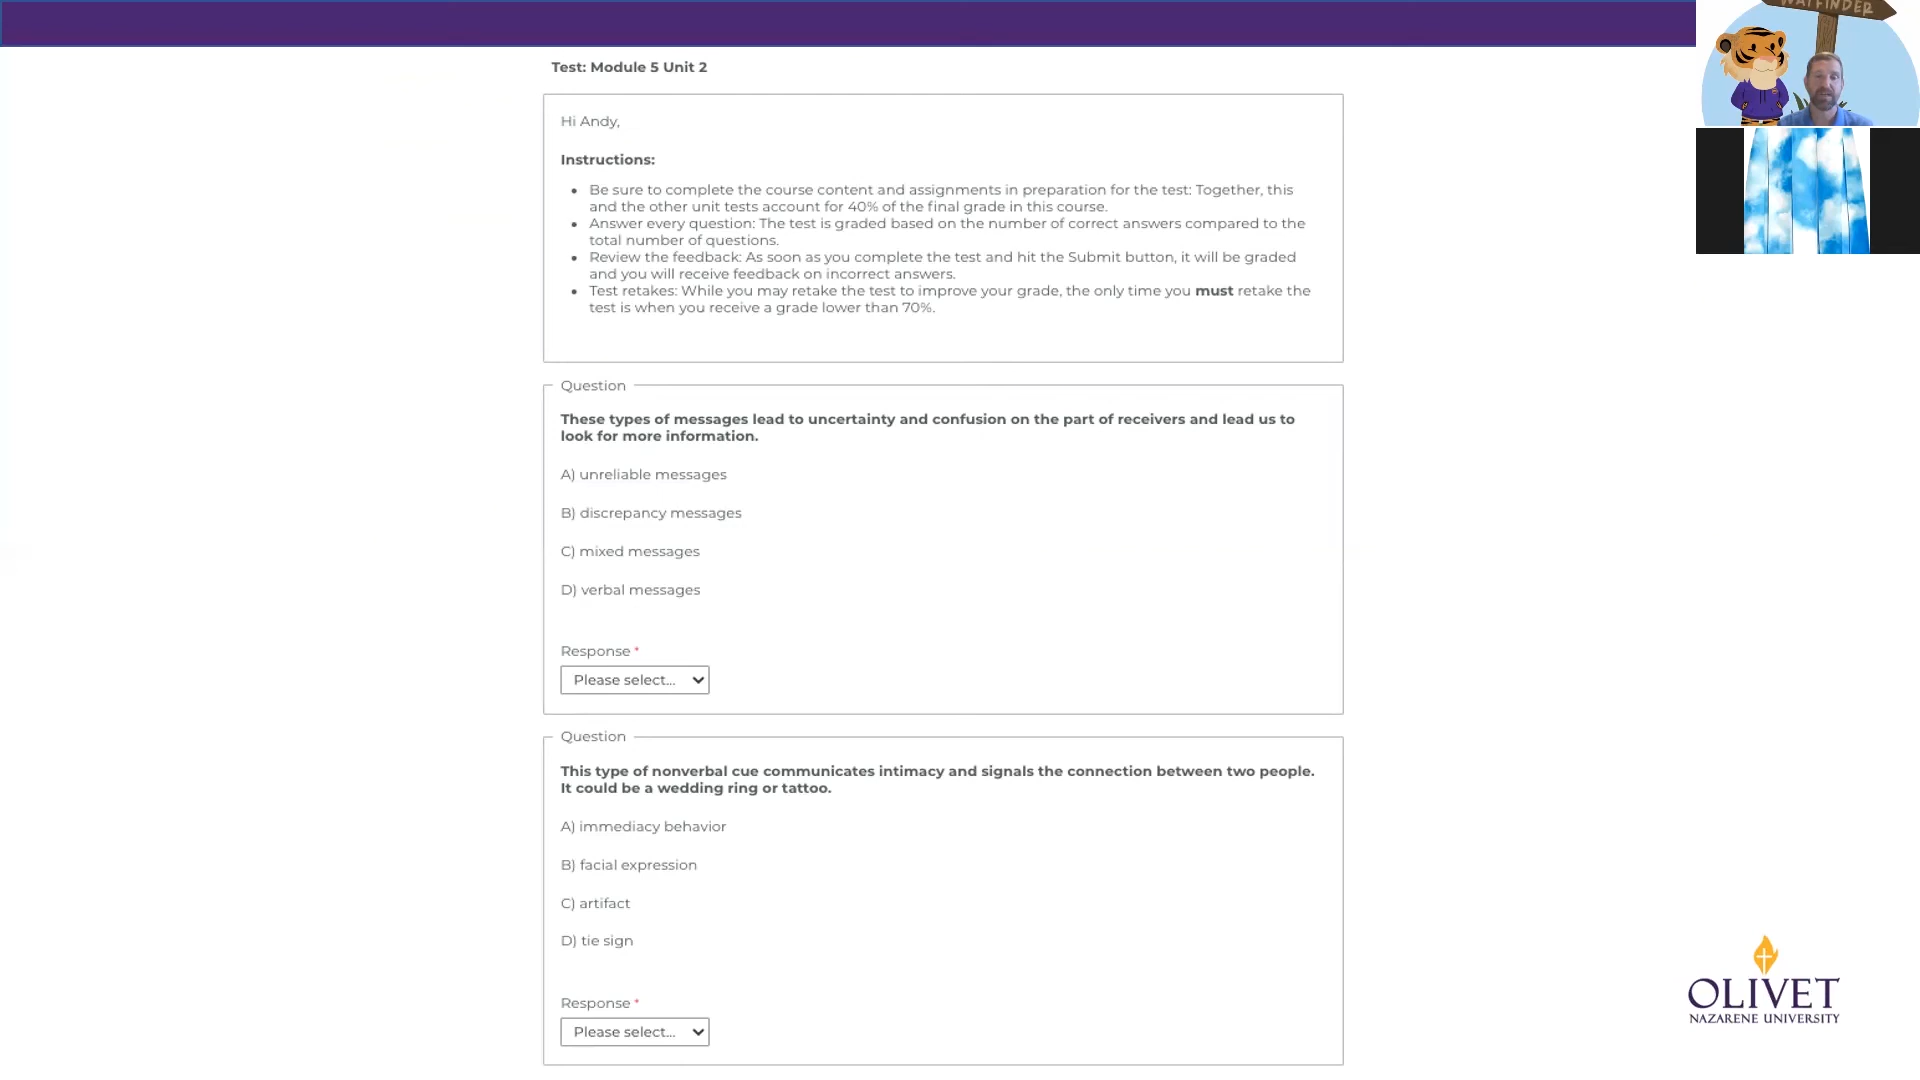 WAYFINDER
Test: Module 5 Unit 2
Hi Andy,
Instructions:
• Be sure to complete the course content and assignments in preparation for the test: Together, this
and the other unit tests account for 40% of the final grade in this course.
• Answer every question: The test is graded based on the number of correct answers compared to the
total number of questions.
• Review the feedback: As soon as you complete the test and hit the Submit button, it will be graded
and you will receive feedback on incorrect answers.
• Test retakes: While you may retake the test to improve your grade, the only time you must retake the
test is when you receive a grade lower than 70%.
Question
These types of messages lead to uncertainty and confusion on the part of receivers and lead us to
look for more information.
A) unreliable messages
B) discrepancy messages
C) mixed messages
D) verbal messages
Response *
Please select...
Question
This type of nonverbal cue communicates intimacy and signals the connection between two people.
It could be a wedding ring or tattoo.
A) immediacy behavior
B) facial expression
C) artifact
D) tie sign
Response *
Please select...
OLIVET
NAZARENE UNIVERSITY